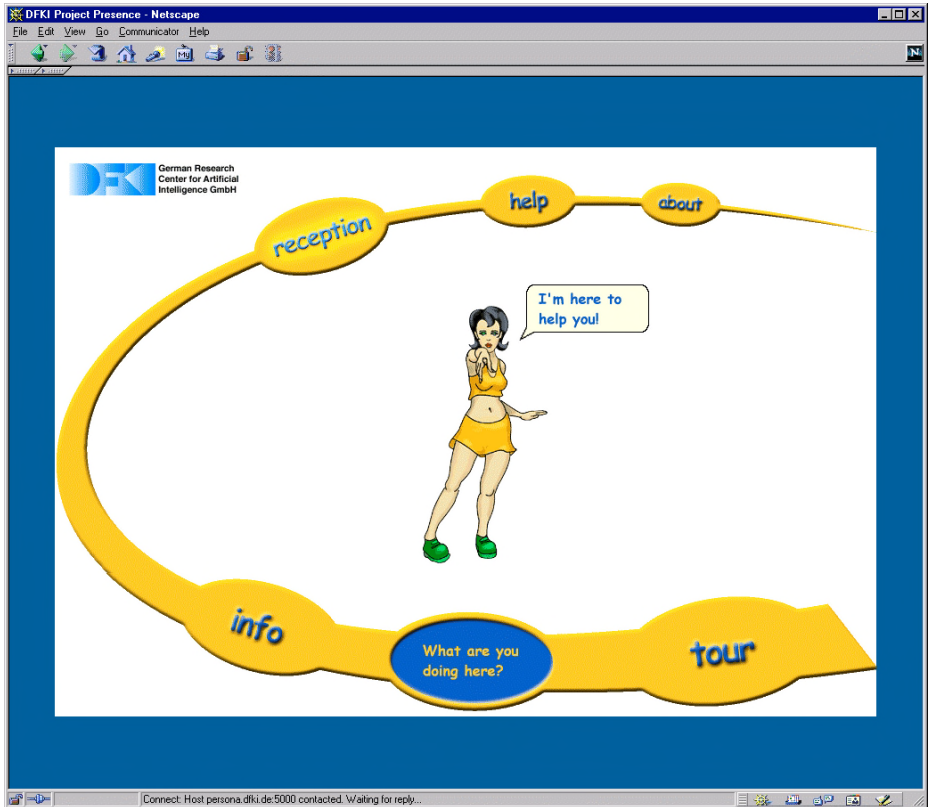 DFKI Project Presence - Netscape
File Edit View Go Communicator Help
My
N
DFKI
German Research
Center for Artificial
Intelligence GmbH
reception
help
about
I'm here to
help you!
info
What are you
doing here?
tour
Connect: Host persona.dfki.de:5000 contacted. Waiting for reply...